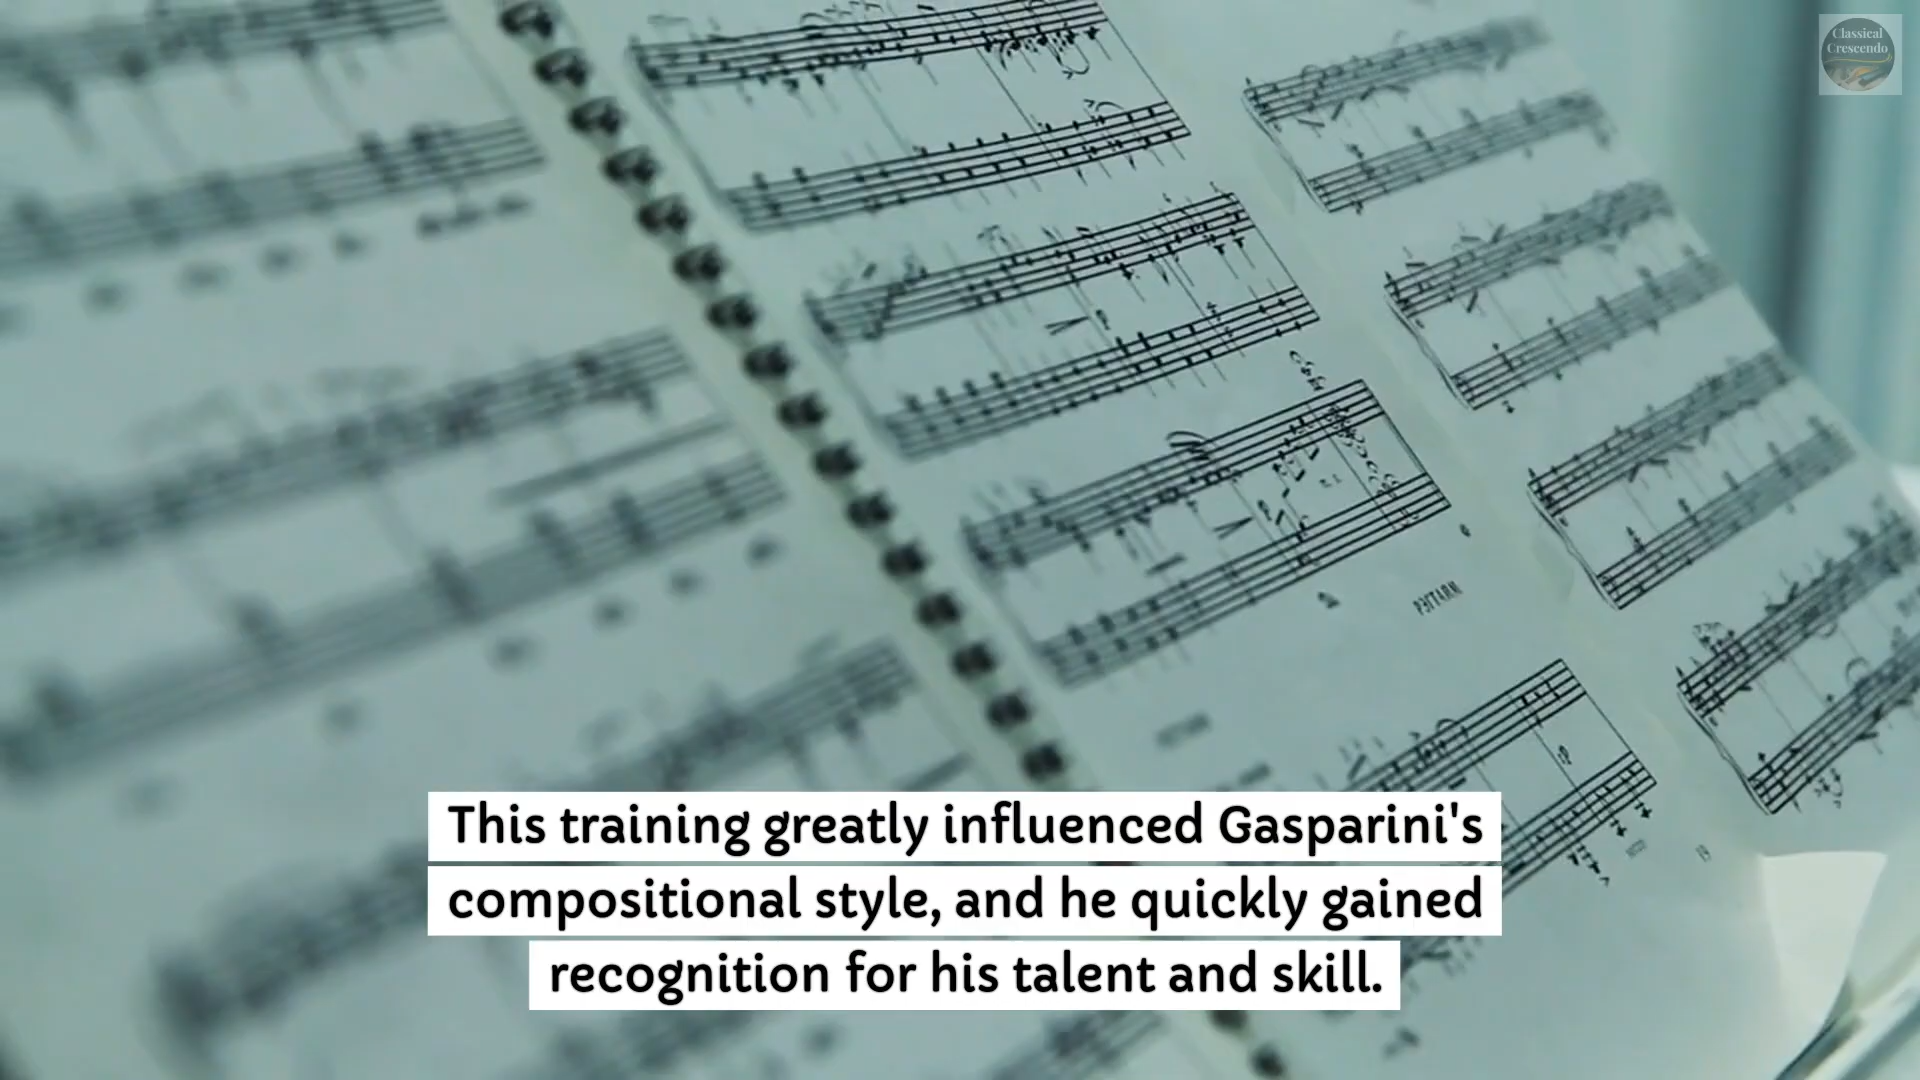 Classical
Crescendo
РЭГТАЙМ
This training greatly influenced Gasparini's
compositional style, and he quickly gained
recognition for his talent and skill.